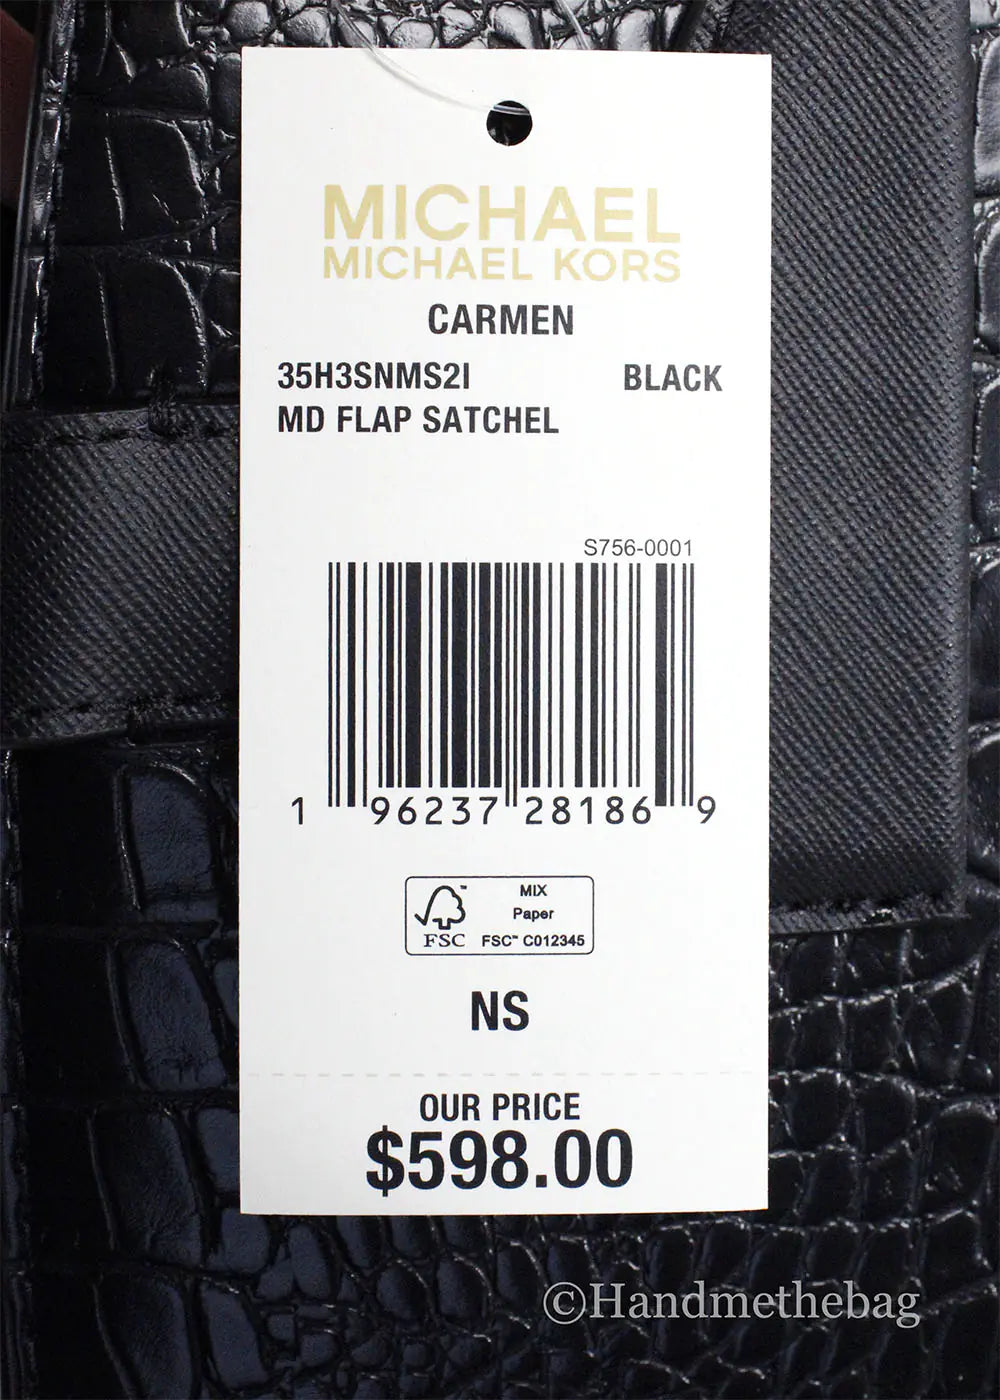 MICHAEL
MICHAEL KORS
CARMEN
35H3SNMS2I BLACK
MD FLAP SATCHEL
S756-0001
1 96237 28186 9
FSC
MIX
Paper
FSC™ C012345
NS
OUR PRICE
$598.00
©Handmethebag